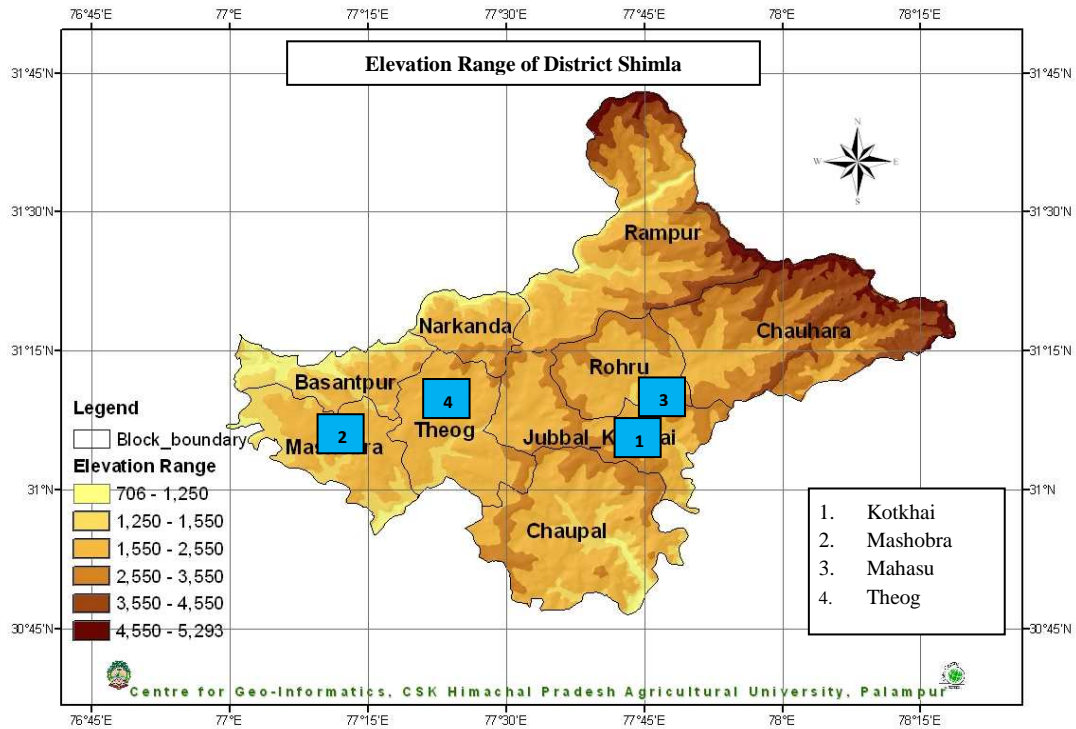 76°45'E 77°E 77°15'E 77°30'E 77°45'E 78°E 78°15'E
Elevation Range of District Shimla
31°45'N 31°45'N
N
W E
S
31°30'N 31°30'N
Rampur
Narkanda
Chauhara
31°15'N 31°15'N
Rohru
Basantpur
3
4
Theog
Legend
Block_boundary
2
1
Elevation Range
31°N 31°N
706 - 1,250
1,250 - 1,550
1,550 - 2,550
2,550 - 3,550
3,550 - 4,550
4,550 - 5,293
Chaupal
1. Kotkhai
2. Mashobra
3. Mahasu
4. Theog
30°45'N 30°45'N
Centre for Geo-Informatics, CSK Himachal Pradesh Agricultural University, Palampur
76°45'E 77°E 77°15'E 77°30'E 77°45'E 78°E 78°15'E